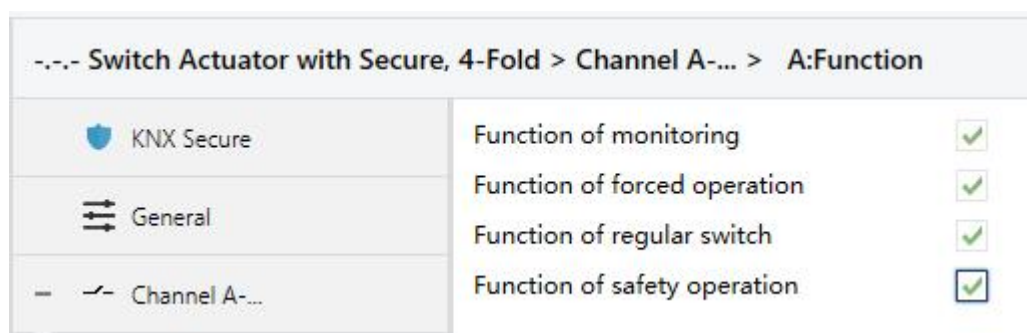 -.-.- Switch Actuator with Secure, 4-Fold > Channel A-... > A:Function
KNX Secure
General
Channel A-...
Function of monitoring
Function of forced operation
Function of regular switch
Function of safety operation